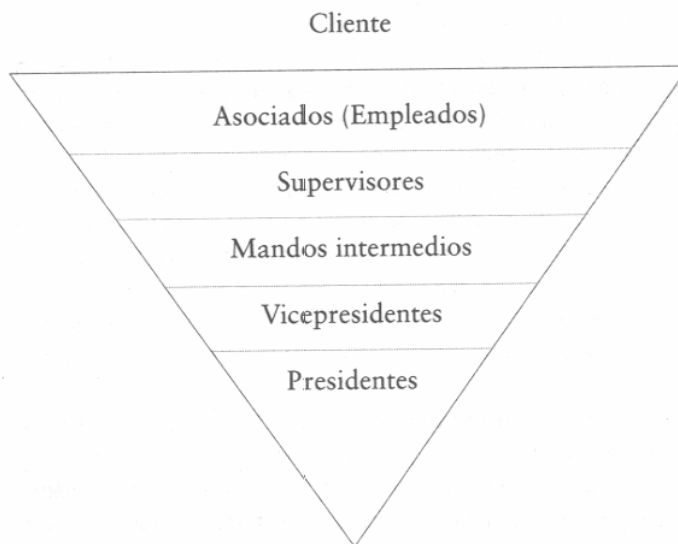 Cliente
Asociados (Empleados)
Supervisores
Mandos intermedios
Vicepresidentes
Presidentes